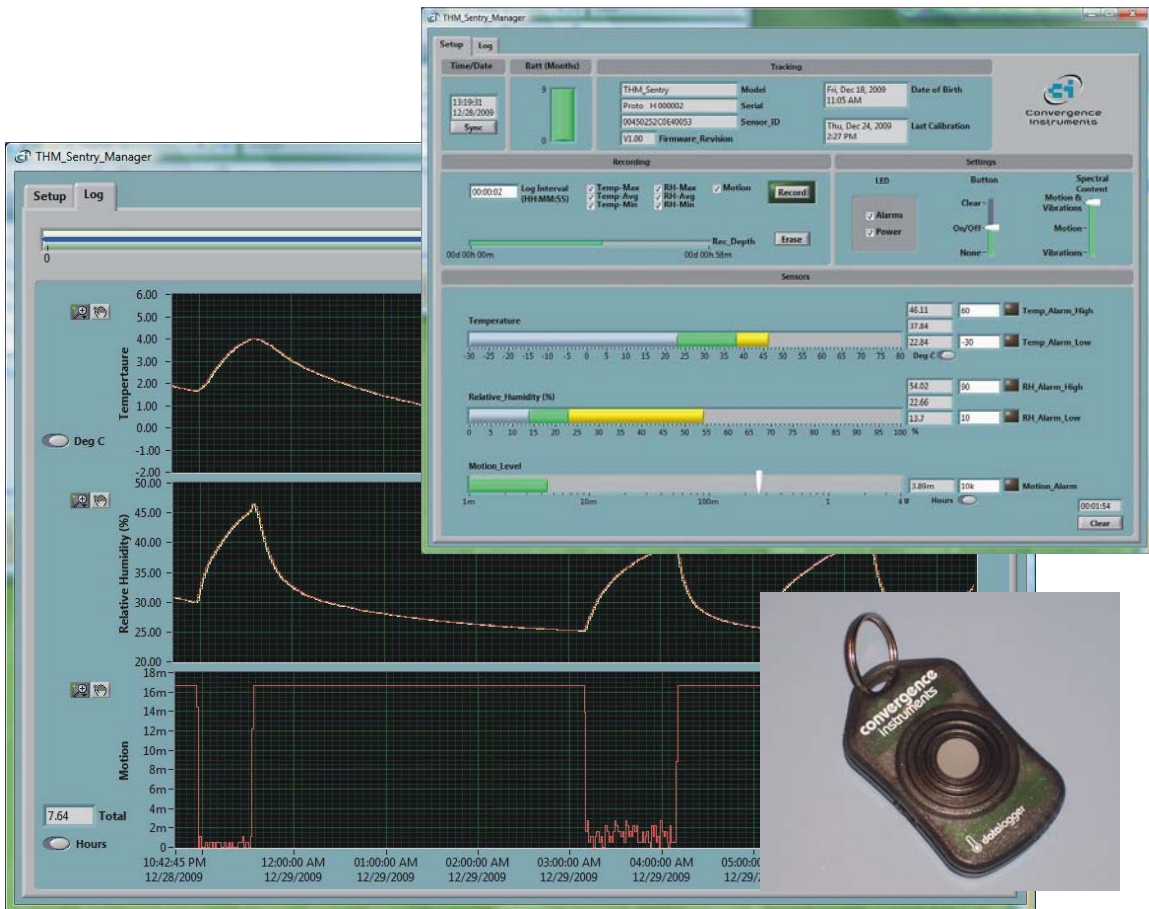 THM_Sentry_Manager
Setup Log
Time/Date
13:19:31
12/28/2009
Sync
Batt (Months)
9
0
Tracking
THM_Sentry Model
Proto H 000002 Serial
00450252C0E40053 Sensor_ID
V1.00 Firmware_Revision
Fri, Dec 18, 2009
11:05 AM
Date of Birth
Thu, Dec 24, 2009
2:27 PM
Last Calibration
ci
Convergence
Instruments
Recording
00:00:02 Log Interval
(HH:MM:SS)
Temp-Max RH-Max Motion
Temp-Avg RH-Avg
Temp-Min RH-Min
Record
Rec_Depth
Erase
00d 00h 00m 00d 00h 58m
Settings
LED
Alarms
Power
Button
Clear
On/Off
None
Spectral
Content
Motion &
Vibrations
Motion
Vibrations
Sensors
Temperature
-30 -25 -20 -15 -10 -5 0 5 10 15 20 25 30 35 40 45 50 55 60 65 70 75 80 Deg C
46.11 60 Temp_Alarm_High
37.84
22.84 -30 Temp_Alarm_Low
Relative_Humidity (%)
0 5 10 15 20 25 30 35 40 45 50 55 60 65 70 75 80 85 90 95 100 %
54.02 90 RH_Alarm_High
22.66
13.7 10 RH_Alarm_Low
Motion_Level
1m 10m 100m 1 4
3.89m 10k Motion_Alarm
Hours
00:01:54
Clear
THM_Sentry_Manager
Setup Log
0
6.00
5.00
4.00
3.00
2.00
1.00
0.00
-1.00
-2.00
Tempertaure
Deg C
50.00
45.00
40.00
35.00
30.00
25.00
20.00
Relative Humidity (%)
18m
16m
14m
12m
10m
8m
6m
4m
2m
0
Motion
7.64 Total
Hours
10:42:45 PM 12:00:00 AM 01:00:00 AM 02:00:00 AM 03:00:00 AM 04:00:00 AM 05:00:00
12/28/2009 12/29/2009 12/29/2009 12/29/2009 12/29/2009 12/29/2009 12/29/2
convergence
instruments
datalogger